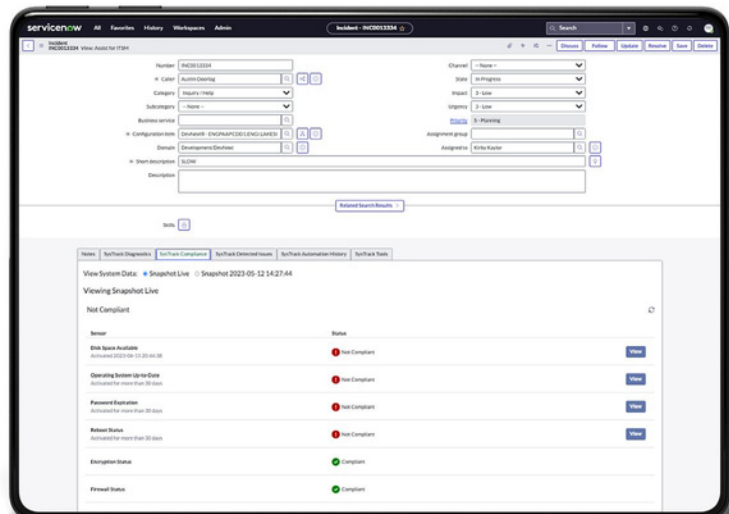 servicenow All Favorites History Workspaces Admin Incident - INC0013334 Search
Incident
INC0013334 View: Assist for ITSM Discuss Follow Update Resolve Save Delete
Number INC0013334 Channel -- None --
Caller Austin Doorlag State In Progress
Category Inquiry / Help Impact 3 - Low
Subcategory -- None -- Urgency 3 - Low
Business service Priority 5 - Planning
Configuration item Assignment group
Domain Development/DevNext Assigned to Kirby Kaylor
Short description SLOW
Description
Related Search Results
Skills
Notes SysTrack Diagnostics SysTrack Compliance SysTrack Detected Issues SysTrack Automation History SysTrack Tools
View System Data: Snapshot Live Snapshot 2023-05-12 14:27:44
Viewing Snapshot Live
Not Compliant
Sensor Status
Disk Space Available
Not Compliant View
Operating System Up-to-Date
Activated for more than 30 days
Not Compliant View
Password Expiration
Activated for more than 30 days
Not Compliant View
Reboot Status
Activated for more than 30 days
Not Compliant View
Encryption Status Compliant
Firewall Status Compliant